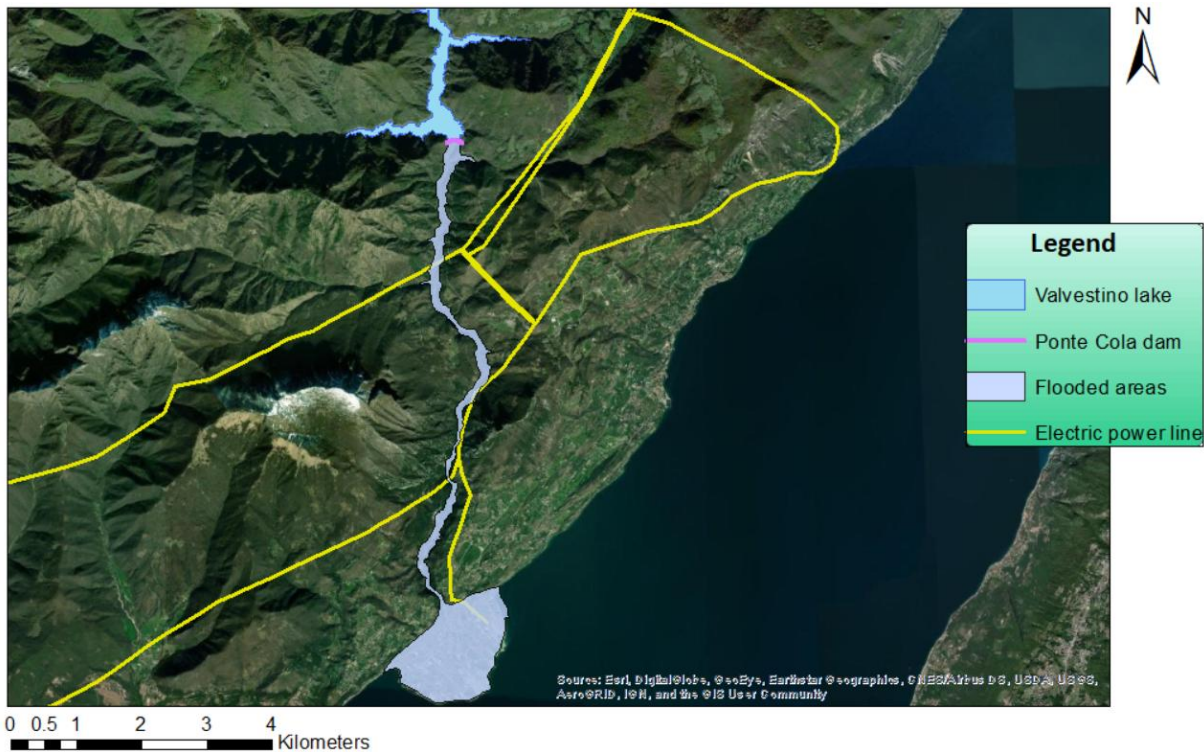 N
Legend
Valvestino lake
Ponte Cola dam
Flooded areas
Electric power line
Source: Esri, DigitalGlobe, GeoEye, Earthstar Geographics, CNES/Airbus DS, USDA, USGS,
AeroGRID, IGN, and the GIS User Community
0 0.5 1 2 3 4
Kilometers